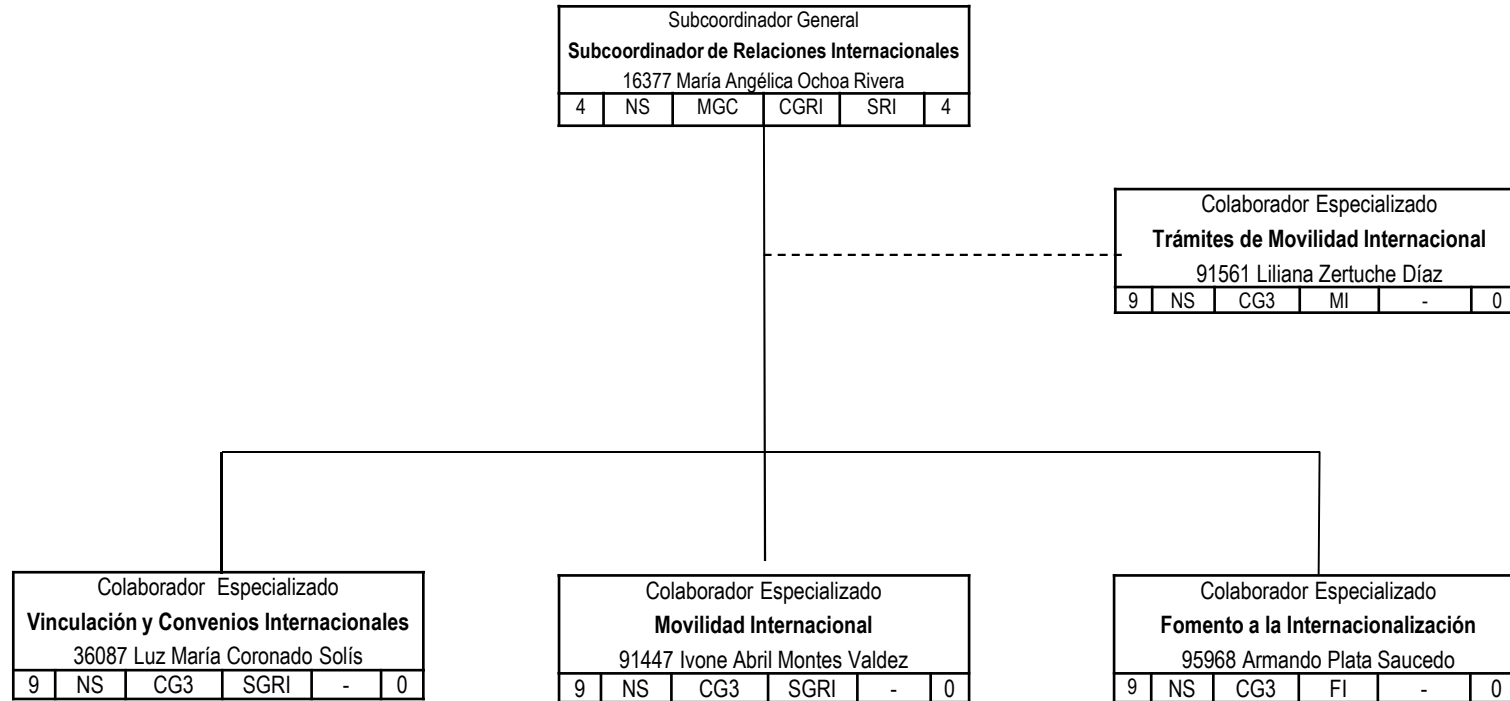 Subcoordinador General
Subcoordinador de Relaciones Internacionales
16377 María Angélica Ochoa Rivera
4 NS MGC CGRI SRI 4
Colaborador Especializado
Trámites de Movilidad Internacional
91561 Liliana Zertuche Díaz
9 NS CG3 MI - 0
Colaborador Especializado
Vinculación y Convenios Internacionales
36087 Luz María Coronado Solís
9 NS CG3 SGRI - 0
Colaborador Especializado
Movilidad Internacional
91447 Ivone Abril Montes Valdez
9 NS CG3 SGRI - 0
Colaborador Especializado
Fomento a la Internacionalización
95968 Armando Plata Saucedo
9 NS CG3 FI - 0